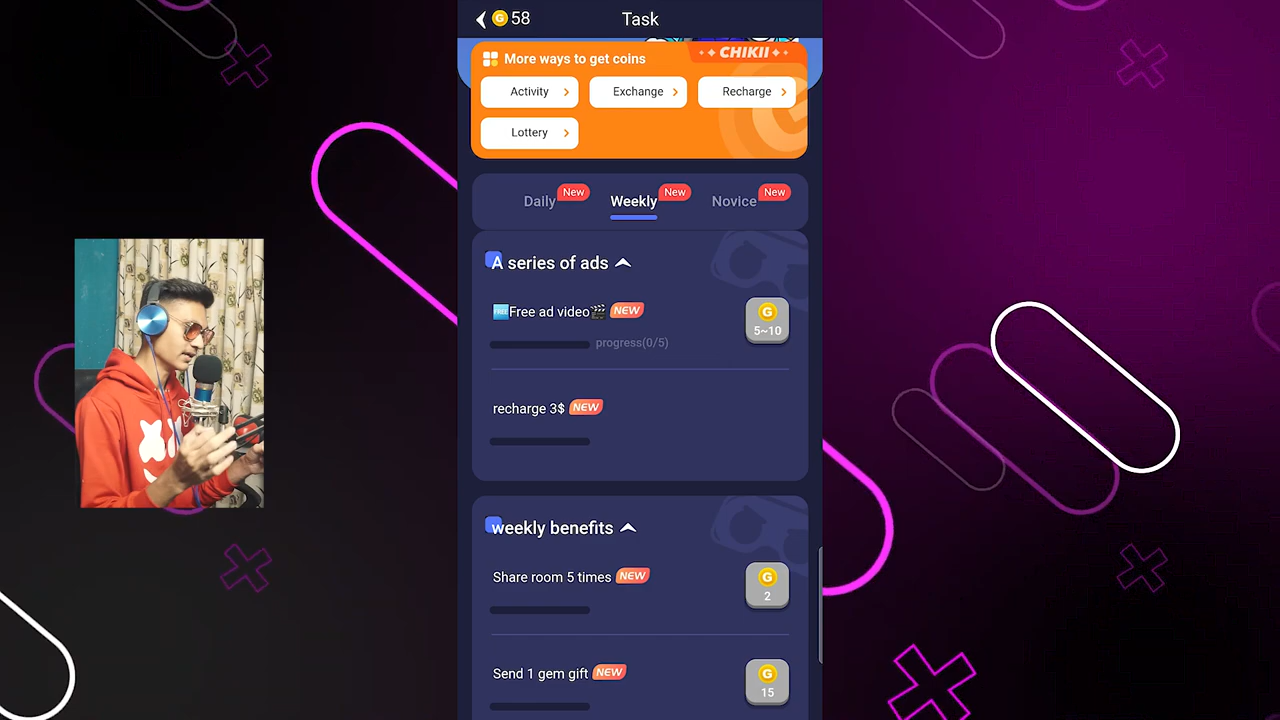 58
Task
More ways to get coins
CHIKII
Activity
Exchange
Recharge
Lottery
Daily New
Weekly New
Novice New
A series of ads
FREE Free ad video NEW
5~10
progress(0/5)
recharge 3$ NEW
weekly benefits
Share room 5 times NEW
2
Send 1 gem gift NEW
15